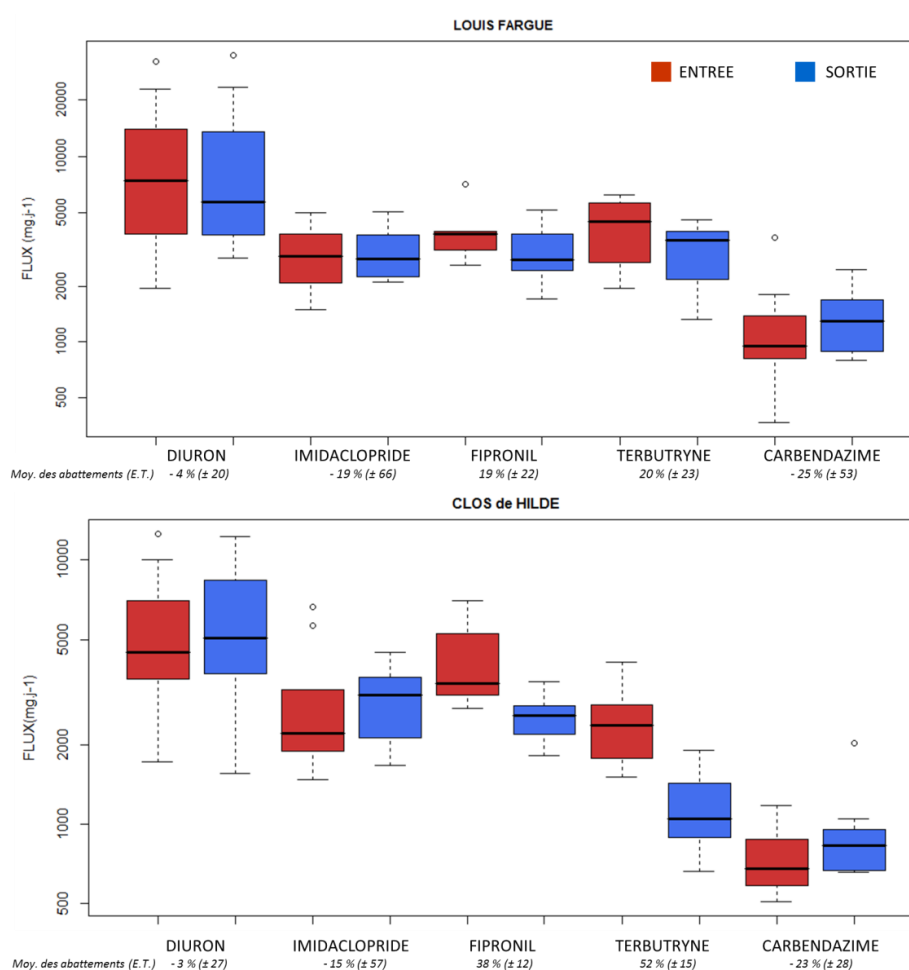 LOUIS FARGUE
ENTREE SORTIE
FLUX (mg.j-1)
20000
10000
5000
2000
1000
500
DIURON IMIDACLOPRIDE FIPRONIL TERBUTRYNE CARBENDAZIME
Moy. des abattements (E.T.) - 4 % (± 20) - 19 % (± 66) 19 % (± 22) 20 % (± 23) - 25 % (± 53)
CLOS de HILDE
FLUX(mg.j-1)
10000
5000
2000
1000
500
DIURON IMIDACLOPRIDE FIPRONIL TERBUTRYNE CARBENDAZIME
Moy. des abattements (E.T.) - 3 % (± 27) - 15 % (± 57) 38 % (± 12) 52 % (± 15) - 23 % (± 28)